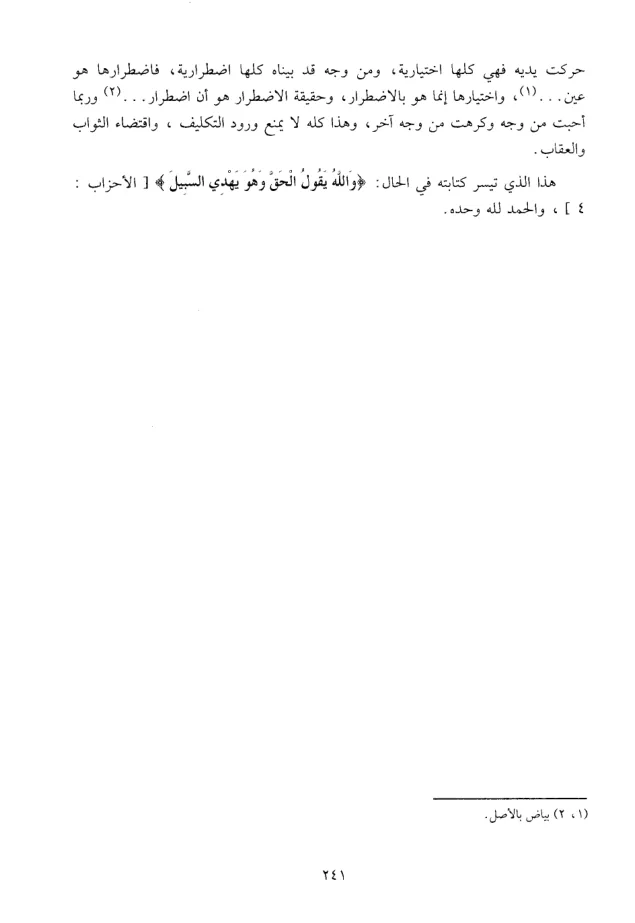 حركت يديه فهي كلها اختيارية، ومن وجه قد بيناه كلها اضطرارية، فاضطرارها هو
عين...(١)، واختيارها إنما هو بالاضطرار، وحقيقة الاضطرار هو أن اضطرار...(٢) وربما
أحبت من وجه وكرهت من وجه آخر، وهذا كله لا يمنع ورود التكليف ، واقتضاء الثواب
والعقاب.
هذا الذي تيسر كتابته في الحال: ﴿وَاللَّهُ يَقُولُ الْحَقَّ وَهُوَ يَهْدِي السَّبِيلَ﴾ [ الأحزاب :
٤ ] ، والحمد لله وحده.
(١ ، ٢) بياض بالأصل.
٢٤١